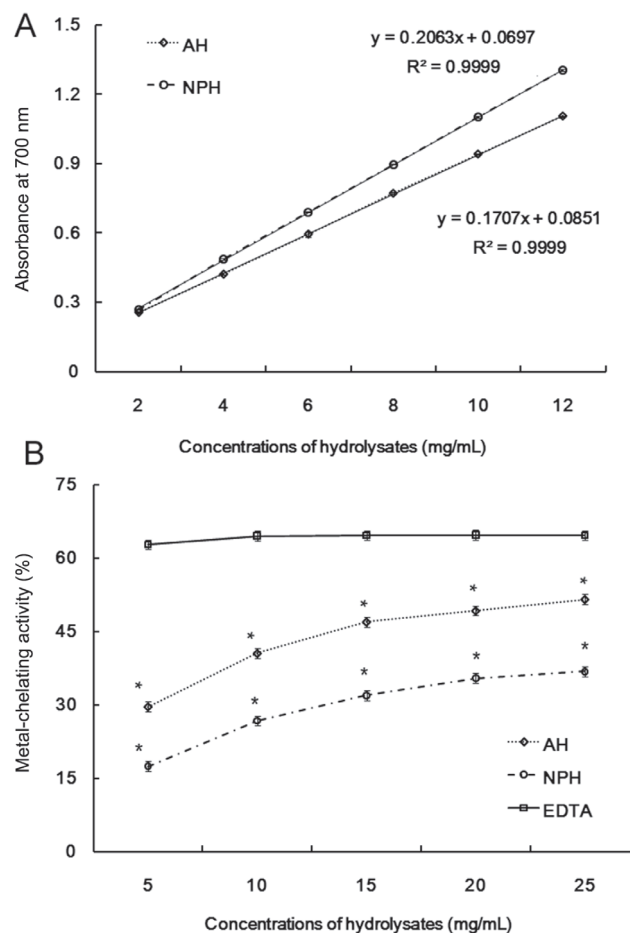 A
1.5
1.2
0.9
0.6
0.3
0
Absorbance at 700 nm
AH
NPH
y = 0.2063x + 0.0697
R² = 0.9999
y = 0.1707x + 0.0851
R² = 0.9999
2 4 6 8 10 12
Concentrations of hydrolysates (mg/mL)
B
75
60
45
30
15
0
Metal-chelating activity (%)
* * * * *
* * * * *
AH
NPH
EDTA
5 10 15 20 25
Concentrations of hydrolysates (mg/mL)